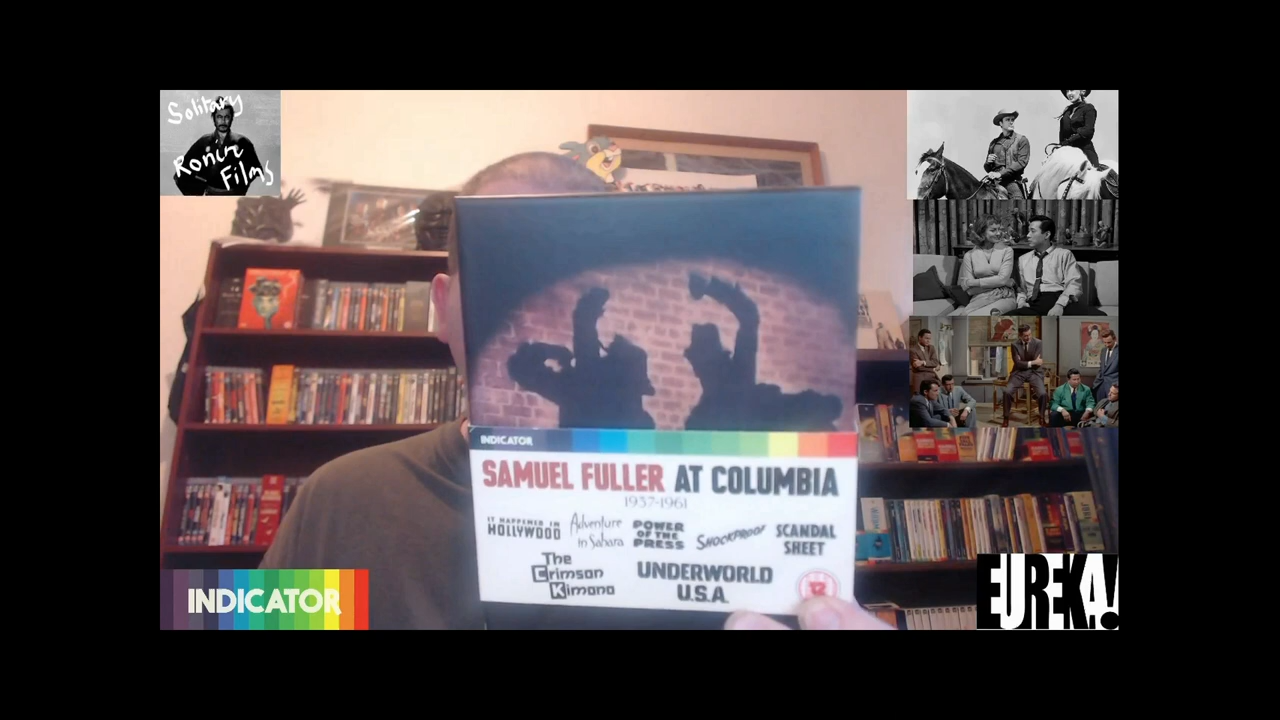 Solitary
Ronin
Films
INDICATOR
SAMUEL FULLER AT COLUMBIA
1937-1961
IT HAPPENED IN
HOLLYWOOD
Adventure
in Sahara
POWER
OF THE
PRESS
SHOCKPROOF
SCANDAL
SHEET
The
Crimson
Kimono
UNDERWORLD
U.S.A.
INDICATOR
EUREKA!